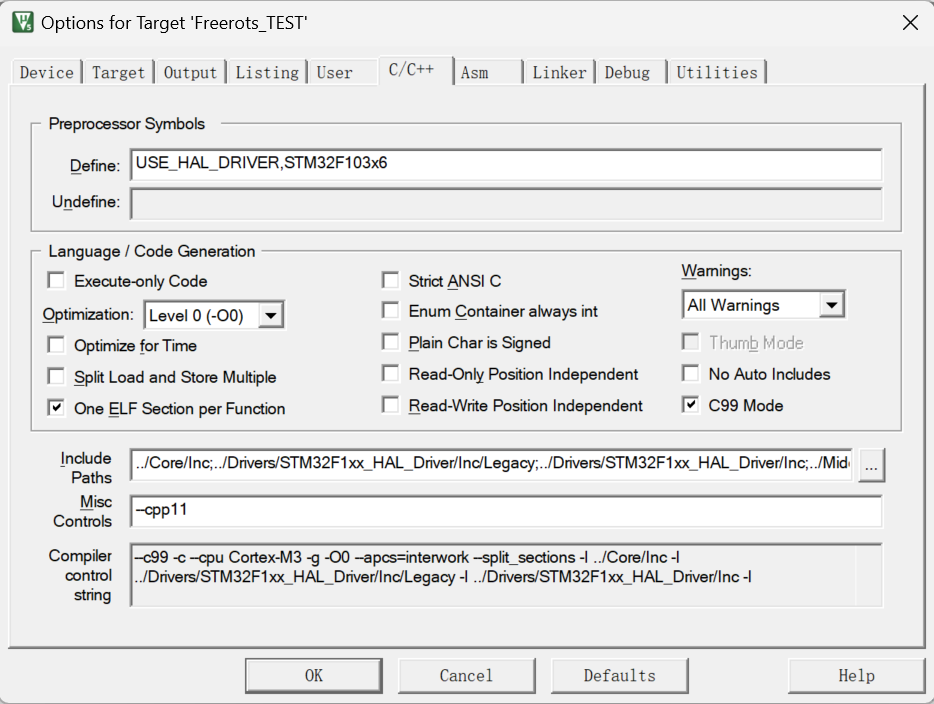 Options for Target 'Freerots_TEST'
Device Target Output Listing User C/C++ Asm Linker Debug Utilities
Preprocessor Symbols
Define: USE_HAL_DRIVER,STM32F103x6
Undefine:
Language / Code Generation
Execute-only Code
Optimization: Level 0 (-O0)
Optimize for Time
Split Load and Store Multiple
One ELF Section per Function
Strict ANSI C
Enum Container always int
Plain Char is Signed
Read-Only Position Independent
Read-Write Position Independent
Warnings:
All Warnings
Thumb Mode
No Auto Includes
C99 Mode
Include
Paths
../Core/Inc;../Drivers/STM32F1xx_HAL_Driver/Inc/Legacy;../Drivers/STM32F1xx_HAL_Driver/Inc;../Mid
...
Misc
Controls
--cpp11
Compiler
control
string
--c99 -c --cpu Cortex-M3 -g -O0 --apcs=interwork --split_sections -I ../Core/Inc -I
../Drivers/STM32F1xx_HAL_Driver/Inc/Legacy -I ../Drivers/STM32F1xx_HAL_Driver/Inc -I
OK Cancel Defaults Help